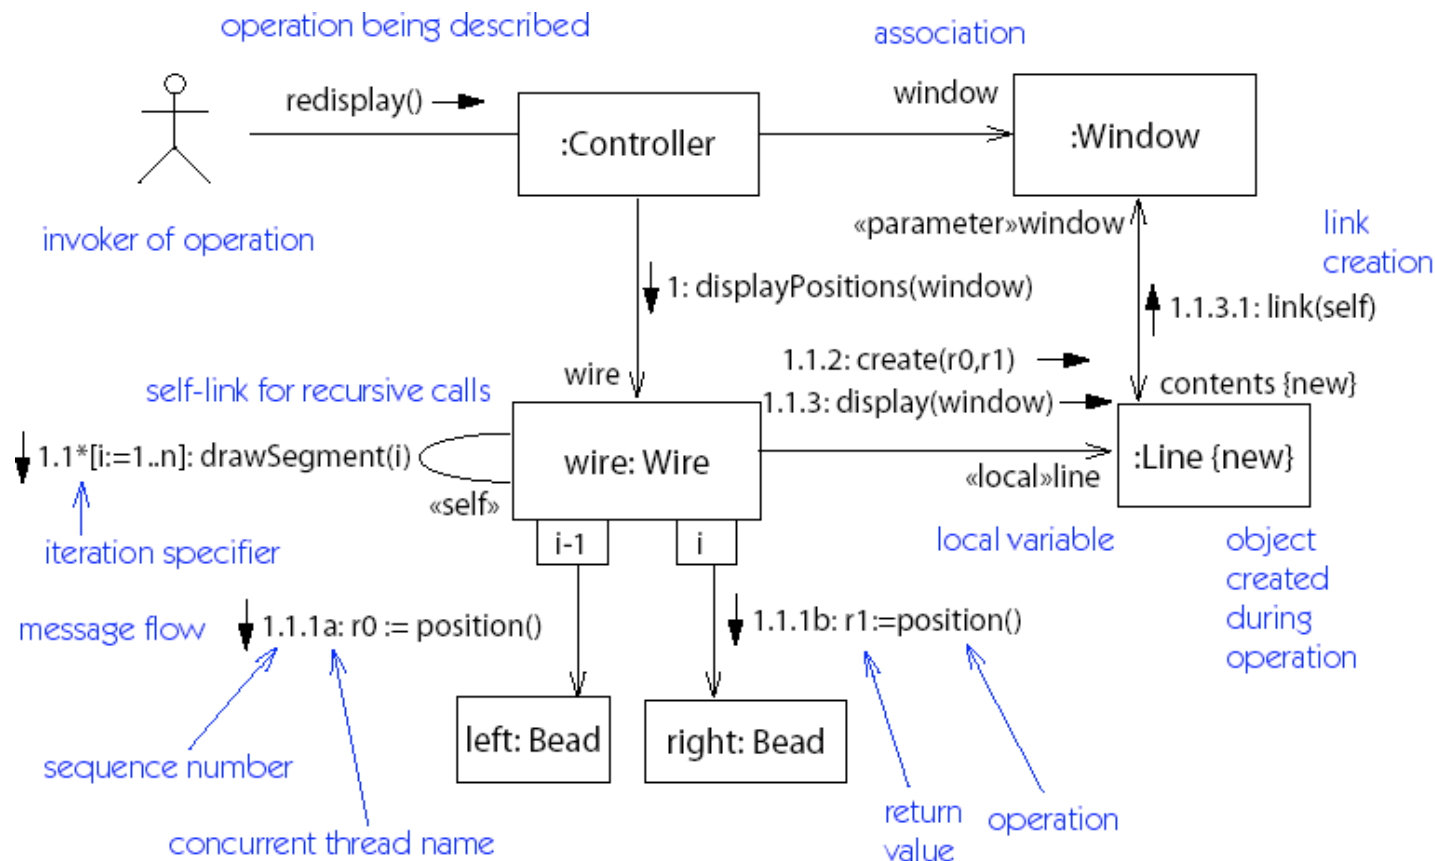 operation being described
association
redisplay()
window
:Controller
:Window
invoker of operation
«parameter»window
link
creation
1: displayPositions(window)
1.1.3.1: link(self)
1.1.2: create(r0,r1)
wire
self-link for recursive calls
contents {new}
1.1.3: display(window)
1.1*[i:=1..n]: drawSegment(i)
wire: Wire
:Line {new}
«local»line
«self»
i-1
i
iteration specifier
local variable
object
created
during
operation
message flow
1.1.1a: r0 := position()
1.1.1b: r1:=position()
left: Bead
right: Bead
sequence number
concurrent thread name
return
value
operation